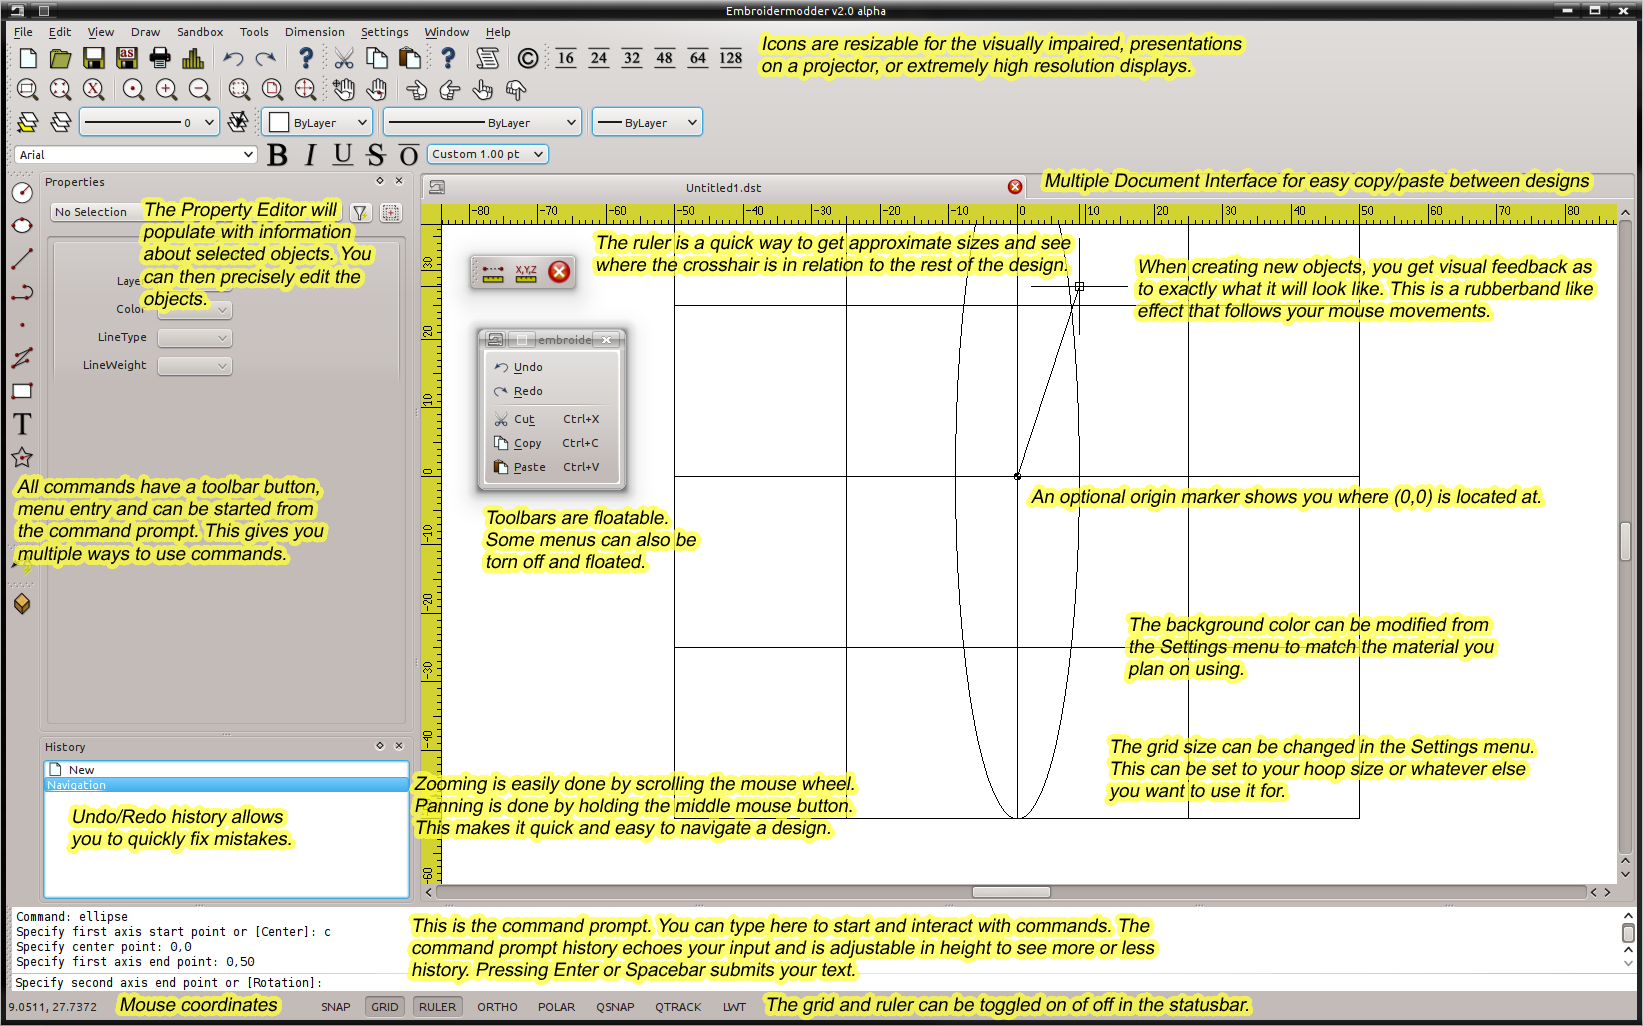 Embroidermodder v2.0 alpha
File Edit View Draw Sandbox Tools Dimension Settings Window Help
as © 16 24 32 48 64 128
Icons are resizable for the visually impaired, presentations
on a projector, or extremely high resolution displays.
0 ByLayer ByLayer ByLayer
Arial B I U S O Custom 1.00 pt
Properties
No Selection
The Property Editor will
populate with information
about selected objects. You
can then precisely edit the
objects.
Layer
Color
LineType
LineWeight
T
All commands have a toolbar button,
menu entry and can be started from
the command prompt. This gives you
multiple ways to use commands.
History
New
Navigation
Undo/Redo history allows
you to quickly fix mistakes.
Untitled1.dst
Multiple Document Interface for easy copy/paste between designs
-80 -70 -60 -50 -40 -30 -20 -10 0 10 20 30 40 50 60 70 80
30
20
10
0
-10
-20
-30
-40
-60
The ruler is a quick way to get approximate sizes and see
where the crosshair is in relation to the rest of the design.
X,Y,Z
When creating new objects, you get visual feedback as
to exactly what it will look like. This is a rubberband like
effect that follows your mouse movements.
embroide
Undo
Redo
Cut Ctrl+X
Copy Ctrl+C
Paste Ctrl+V
An optional origin marker shows you where (0,0) is located at.
Toolbars are floatable.
Some menus can also be
torn off and floated.
The background color can be modified from
the Settings menu to match the material you
plan on using.
The grid size can be changed in the Settings menu.
This can be set to your hoop size or whatever else
you want to use it for.
Zooming is easily done by scrolling the mouse wheel.
Panning is done by holding the middle mouse button.
This makes it quick and easy to navigate a design.
Command: ellipse
Specify first axis start point or [Center]: c
Specify center point: 0,0
Specify first axis end point: 0,50
Specify second axis end point or [Rotation]:
This is the command prompt. You can type here to start and interact with commands. The
command prompt history echoes your input and is adjustable in height to see more or less
history. Pressing Enter or Spacebar submits your text.
9.0511, 27.7372 Mouse coordinates SNAP GRID RULER ORTHO POLAR QSNAP QTRACK LWT The grid and ruler can be toggled on of off in the statusbar.